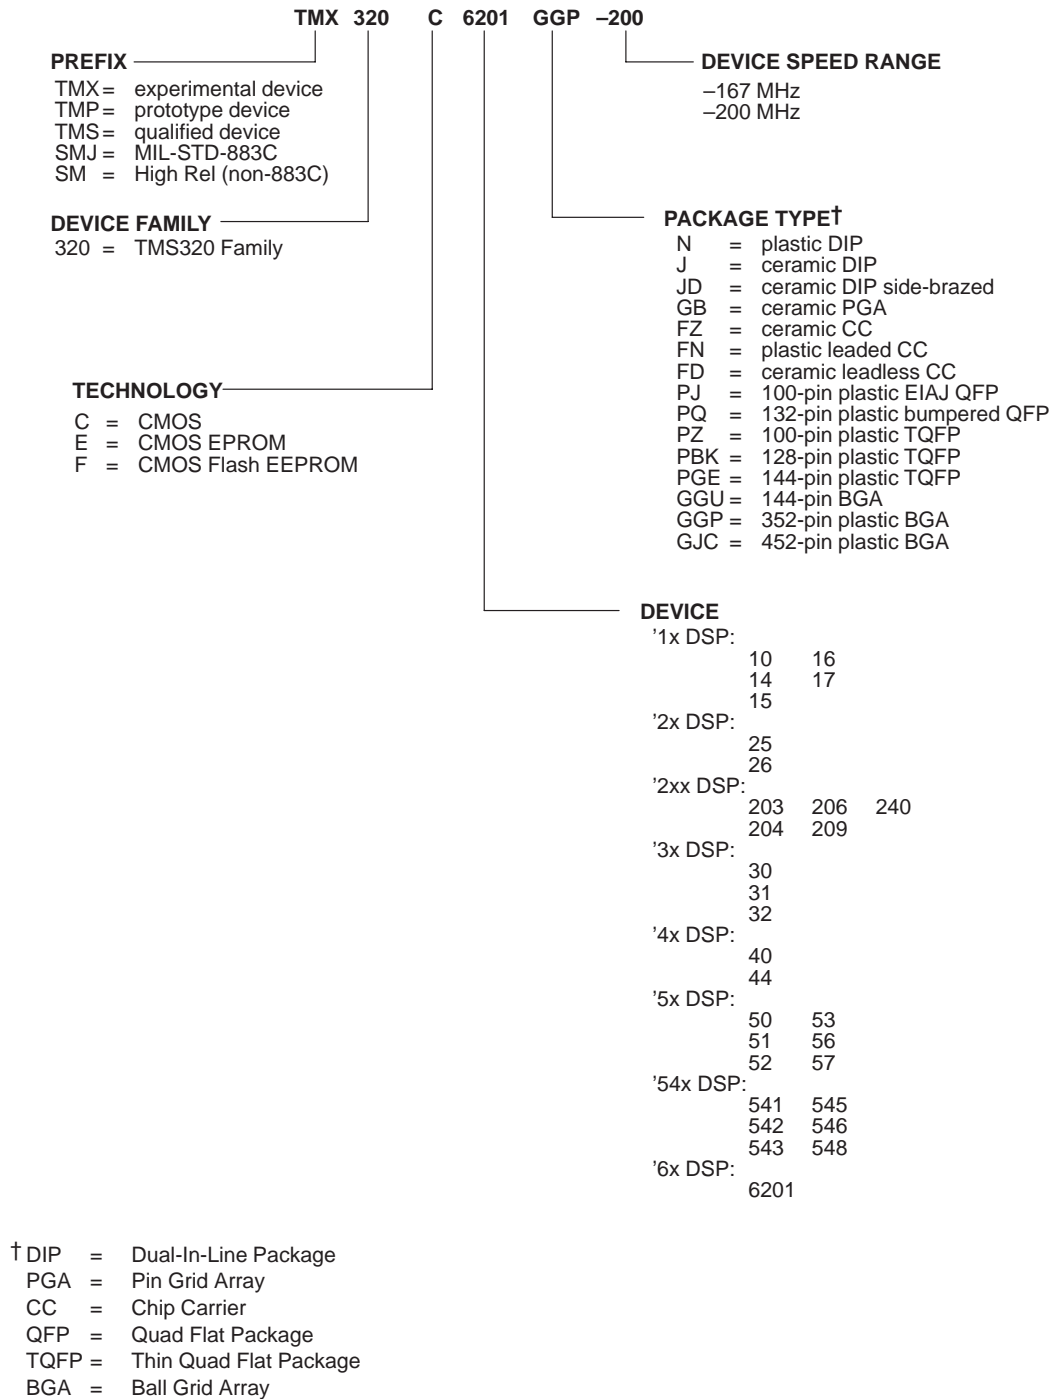 TMX 320 C 6201 GGP –200
PREFIX
TMX = experimental device
TMP = prototype device
TMS = qualified device
SMJ = MIL-STD-883C
SM = High Rel (non-883C)
DEVICE SPEED RANGE
–167 MHz
–200 MHz
DEVICE FAMILY
320 = TMS320 Family
PACKAGE TYPE†
N = plastic DIP
J = ceramic DIP
JD = ceramic DIP side-brazed
GB = ceramic PGA
FZ = ceramic CC
FN = plastic leaded CC
FD = ceramic leadless CC
PJ = 100-pin plastic EIAJ QFP
PQ = 132-pin plastic bumpered QFP
PZ = 100-pin plastic TQFP
PBK = 128-pin plastic TQFP
PGE = 144-pin plastic TQFP
GGU = 144-pin BGA
GGP = 352-pin plastic BGA
GJC = 452-pin plastic BGA
TECHNOLOGY
C = CMOS
E = CMOS EPROM
F = CMOS Flash EEPROM
DEVICE
’1x DSP:
10 16
14 17
15
’2x DSP:
25
26
’2xx DSP:
203 206 240
204 209
’3x DSP:
30
31
32
’4x DSP:
40
44
’5x DSP:
50 53
51 56
52 57
’54x DSP:
541 545
542 546
543 548
’6x DSP:
6201
† DIP = Dual-In-Line Package
PGA = Pin Grid Array
CC = Chip Carrier
QFP = Quad Flat Package
TQFP = Thin Quad Flat Package
BGA = Ball Grid Array